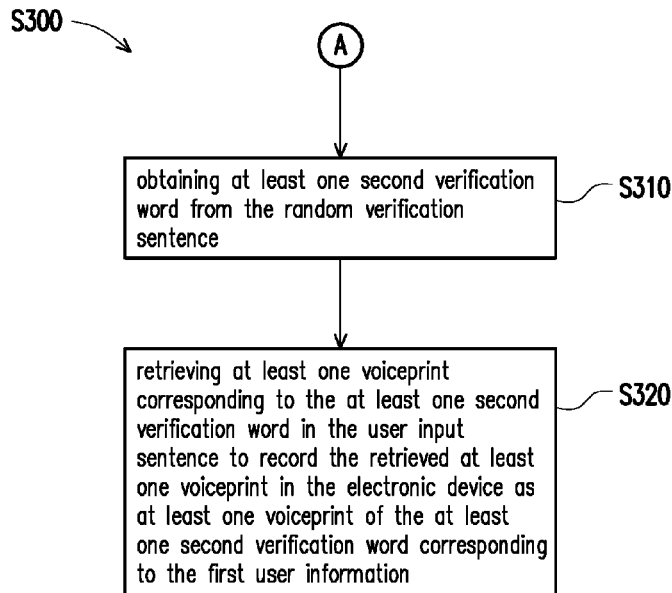 S300
A
obtaining at least one second verification
word from the random verification
sentence
S310
retrieving at least one voiceprint
corresponding to the at least one second
verification word in the user input
sentence to record the retrieved at least
one voiceprint in the electronic device as
at least one voiceprint of the at least
one second verification word corresponding
to the first user information
S320